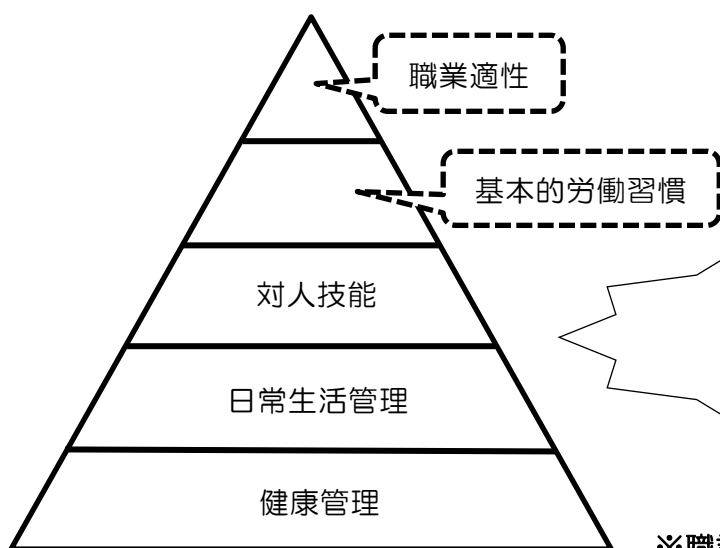 職業適性
基本的労働習慣
対人技能
日常生活管理
健康管理
※職